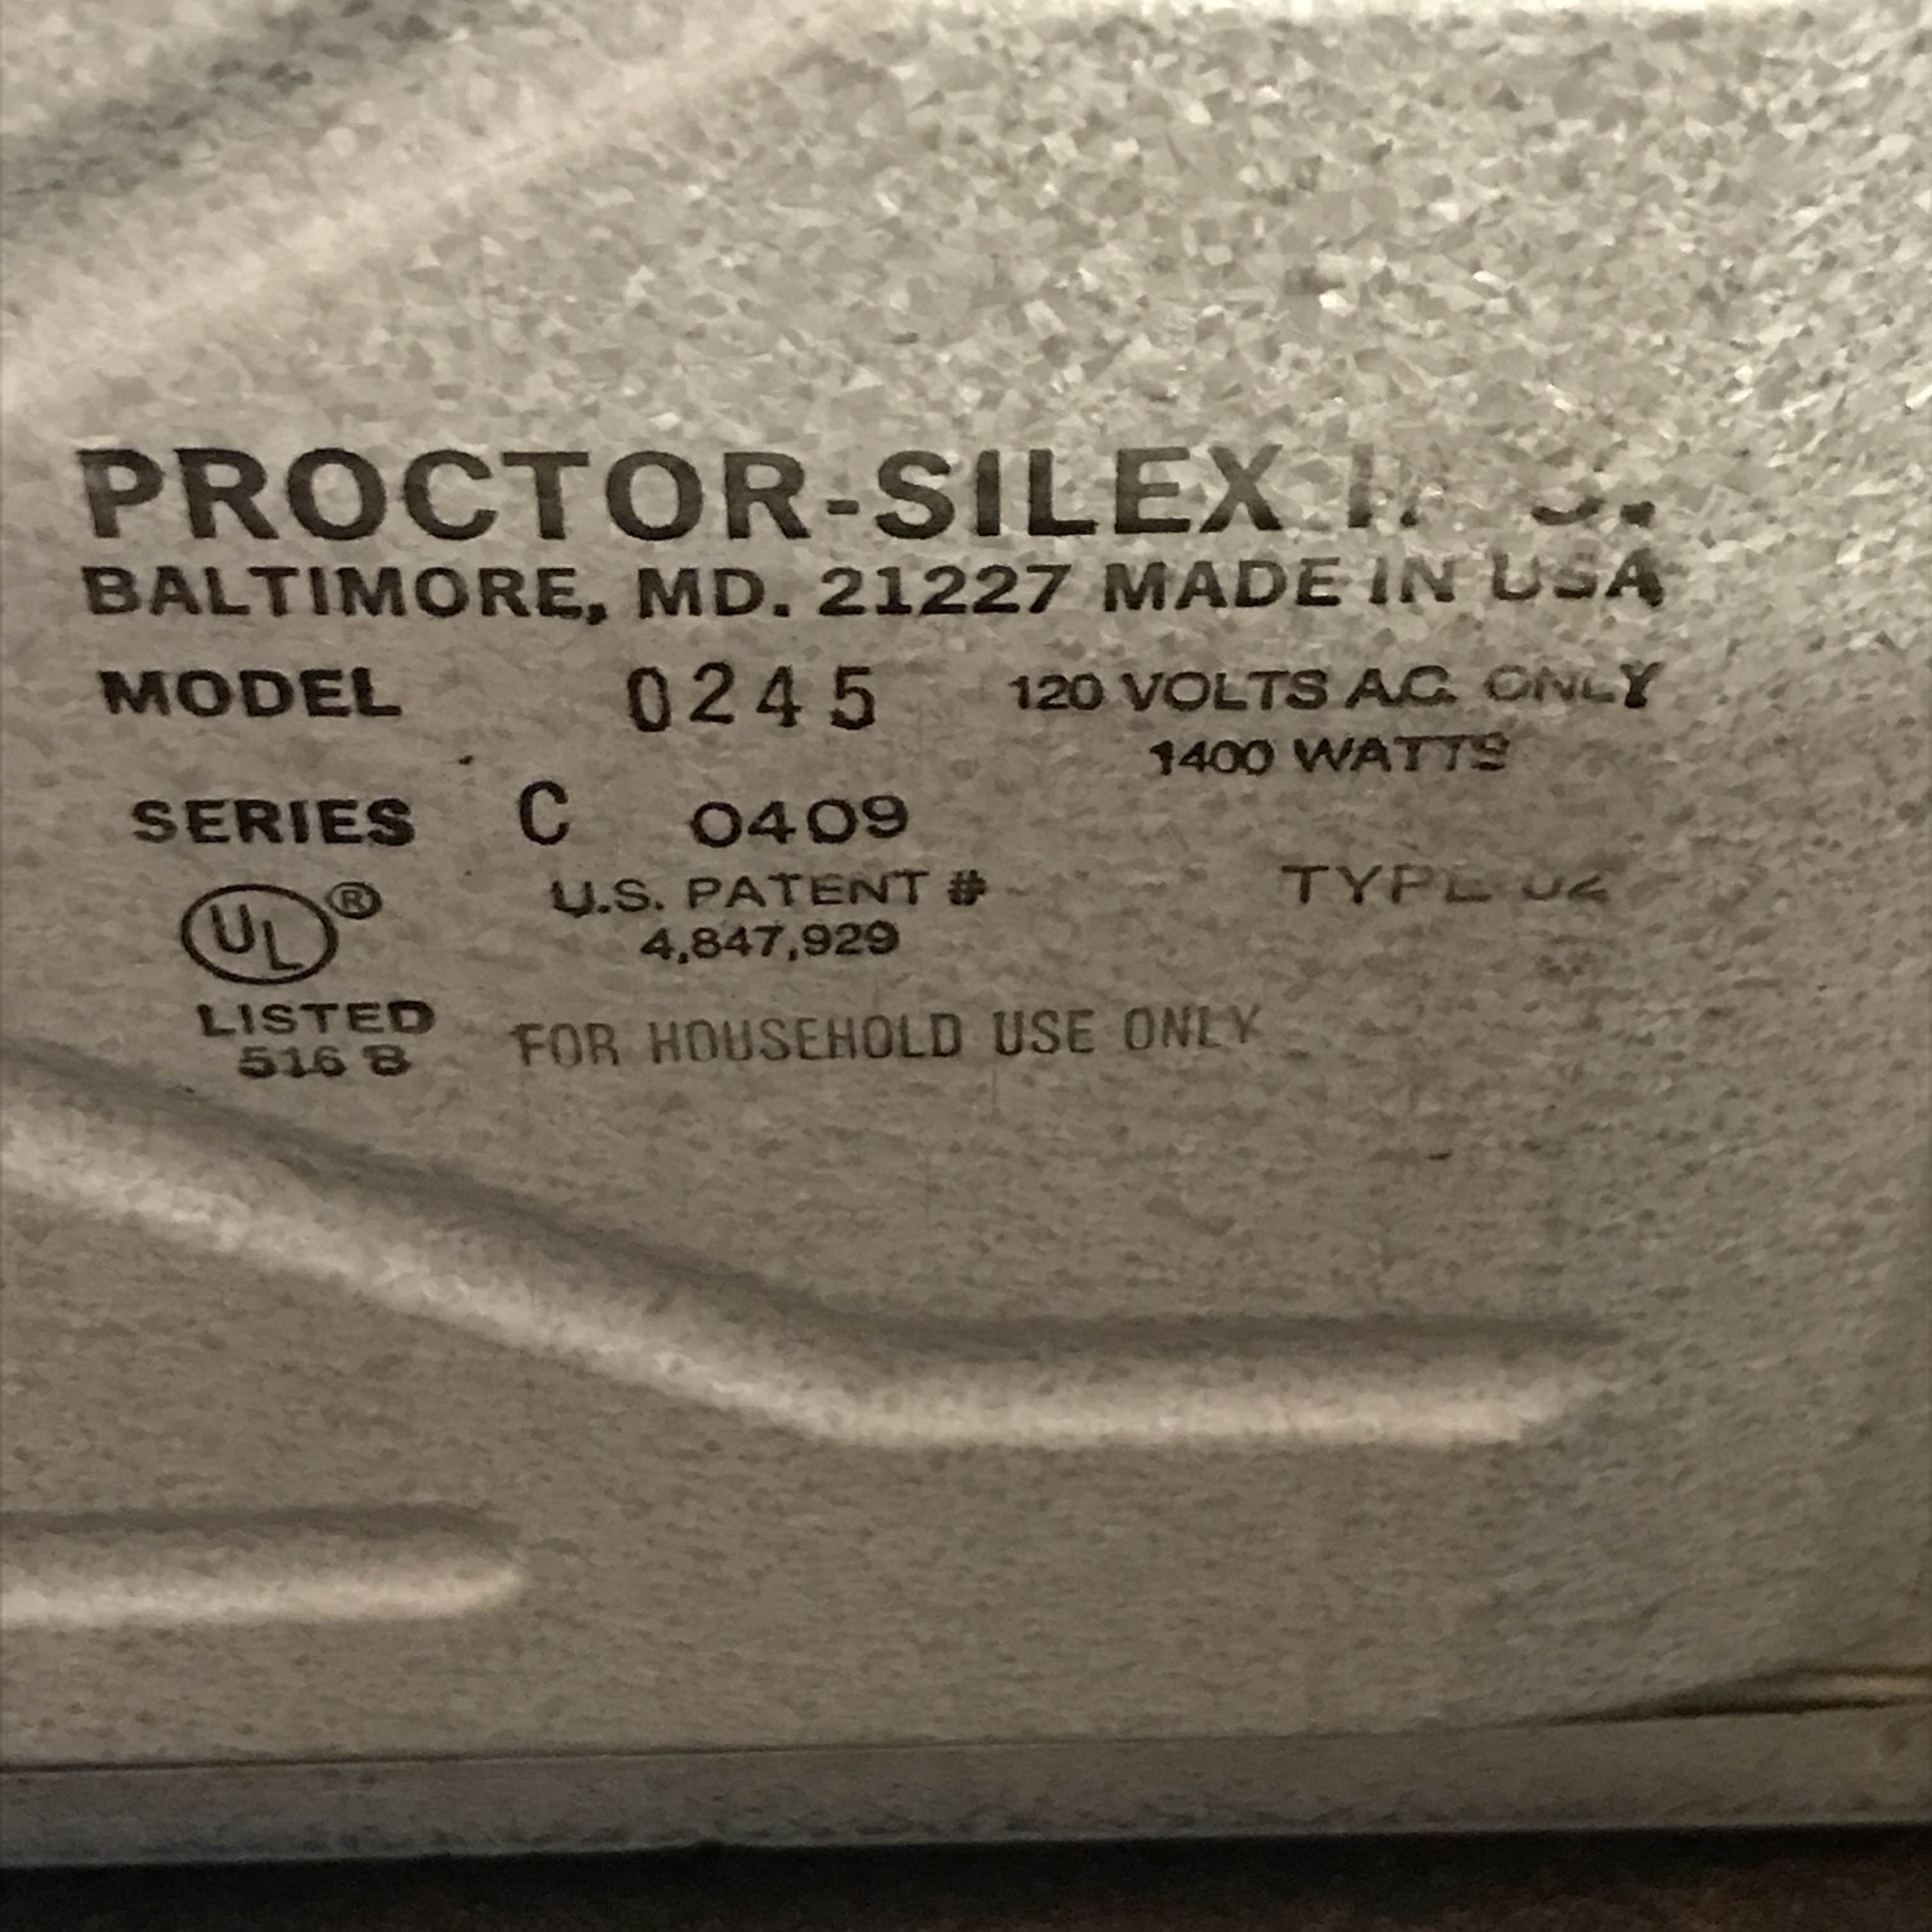 PROCTOR-SILEX
BALTIMORE, MD. 21227 MADE IN USA
MODEL 0245 120 VOLTS A.C. ONLY
1400 WATTS
SERIES C 0409
UL®
U.S. PATENT # TYPE 02
4,847,929
LISTED
516 B FOR HOUSEHOLD USE ONLY